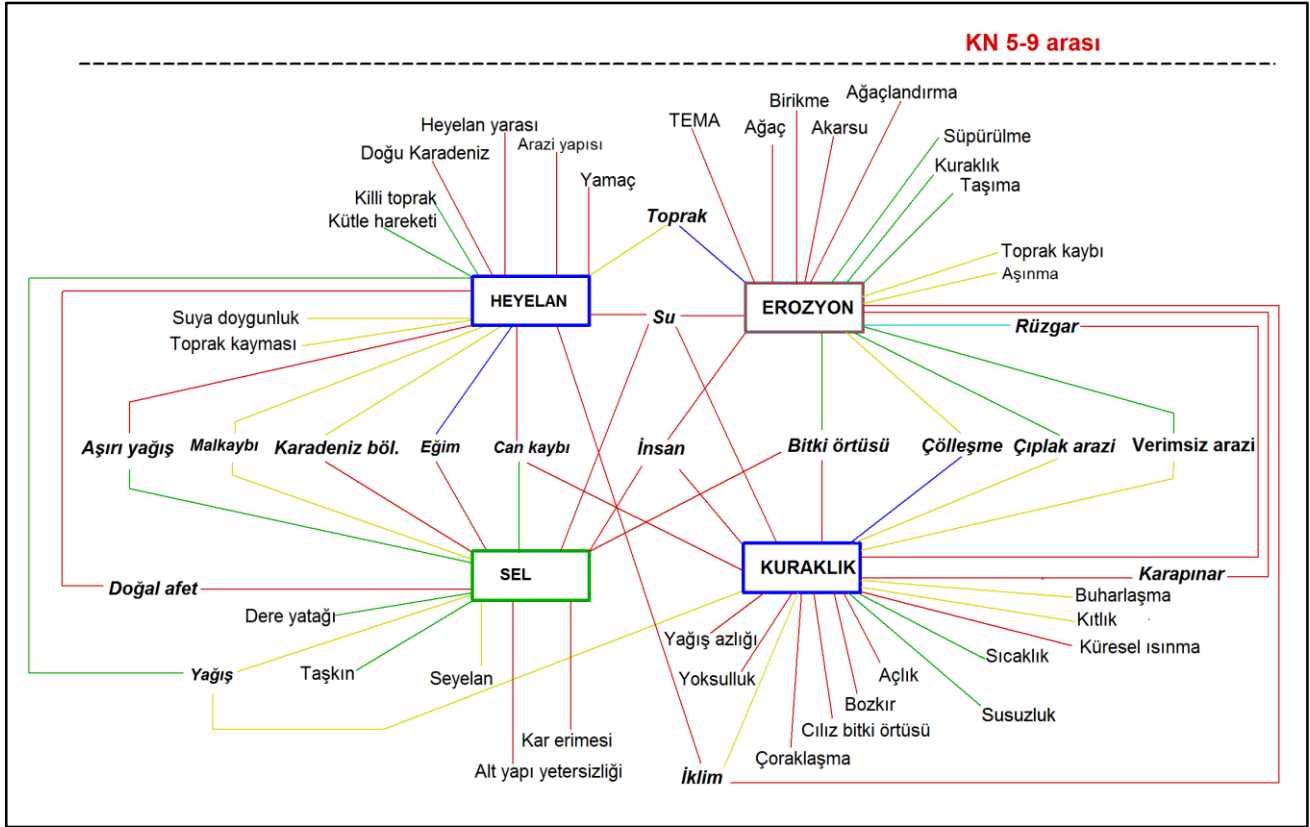 KN 5-9 arası
Ağaçlandırma
Birikme
TEMA
Ağaç
Akarsu
Heyelan yarası
Arazi yapısı
Doğu Karadeniz
Süpürülme
Kuraklık
Taşıma
Yamaç
Killi toprak
Kütle hareketi
Toprak
Toprak kaybı
Aşınma
HEYELAN
EROZYON
Su
Rüzgar
Suya doygunluk
Toprak kayması
Aşırı yağış
Malkaybı
Karadeniz böl.
Eğim
Can kaybı
İnsan
Bitki örtüsü
Çölleşme
Çıplak arazi
Verimsiz arazi
SEL
KURAKLIK
Doğal afet
Karapınar
Dere yatağı
Buharlaşma
Kıtlık
Küresel ısınma
Yağış azlığı
Sıcaklık
Yağış
Taşkın
Seyelan
Yoksulluk
Açlık
Bozkır
Susuzluk
Cılız bitki örtüsü
Kar erimesi
Çoraklaşma
Alt yapı yetersizliği
İklim